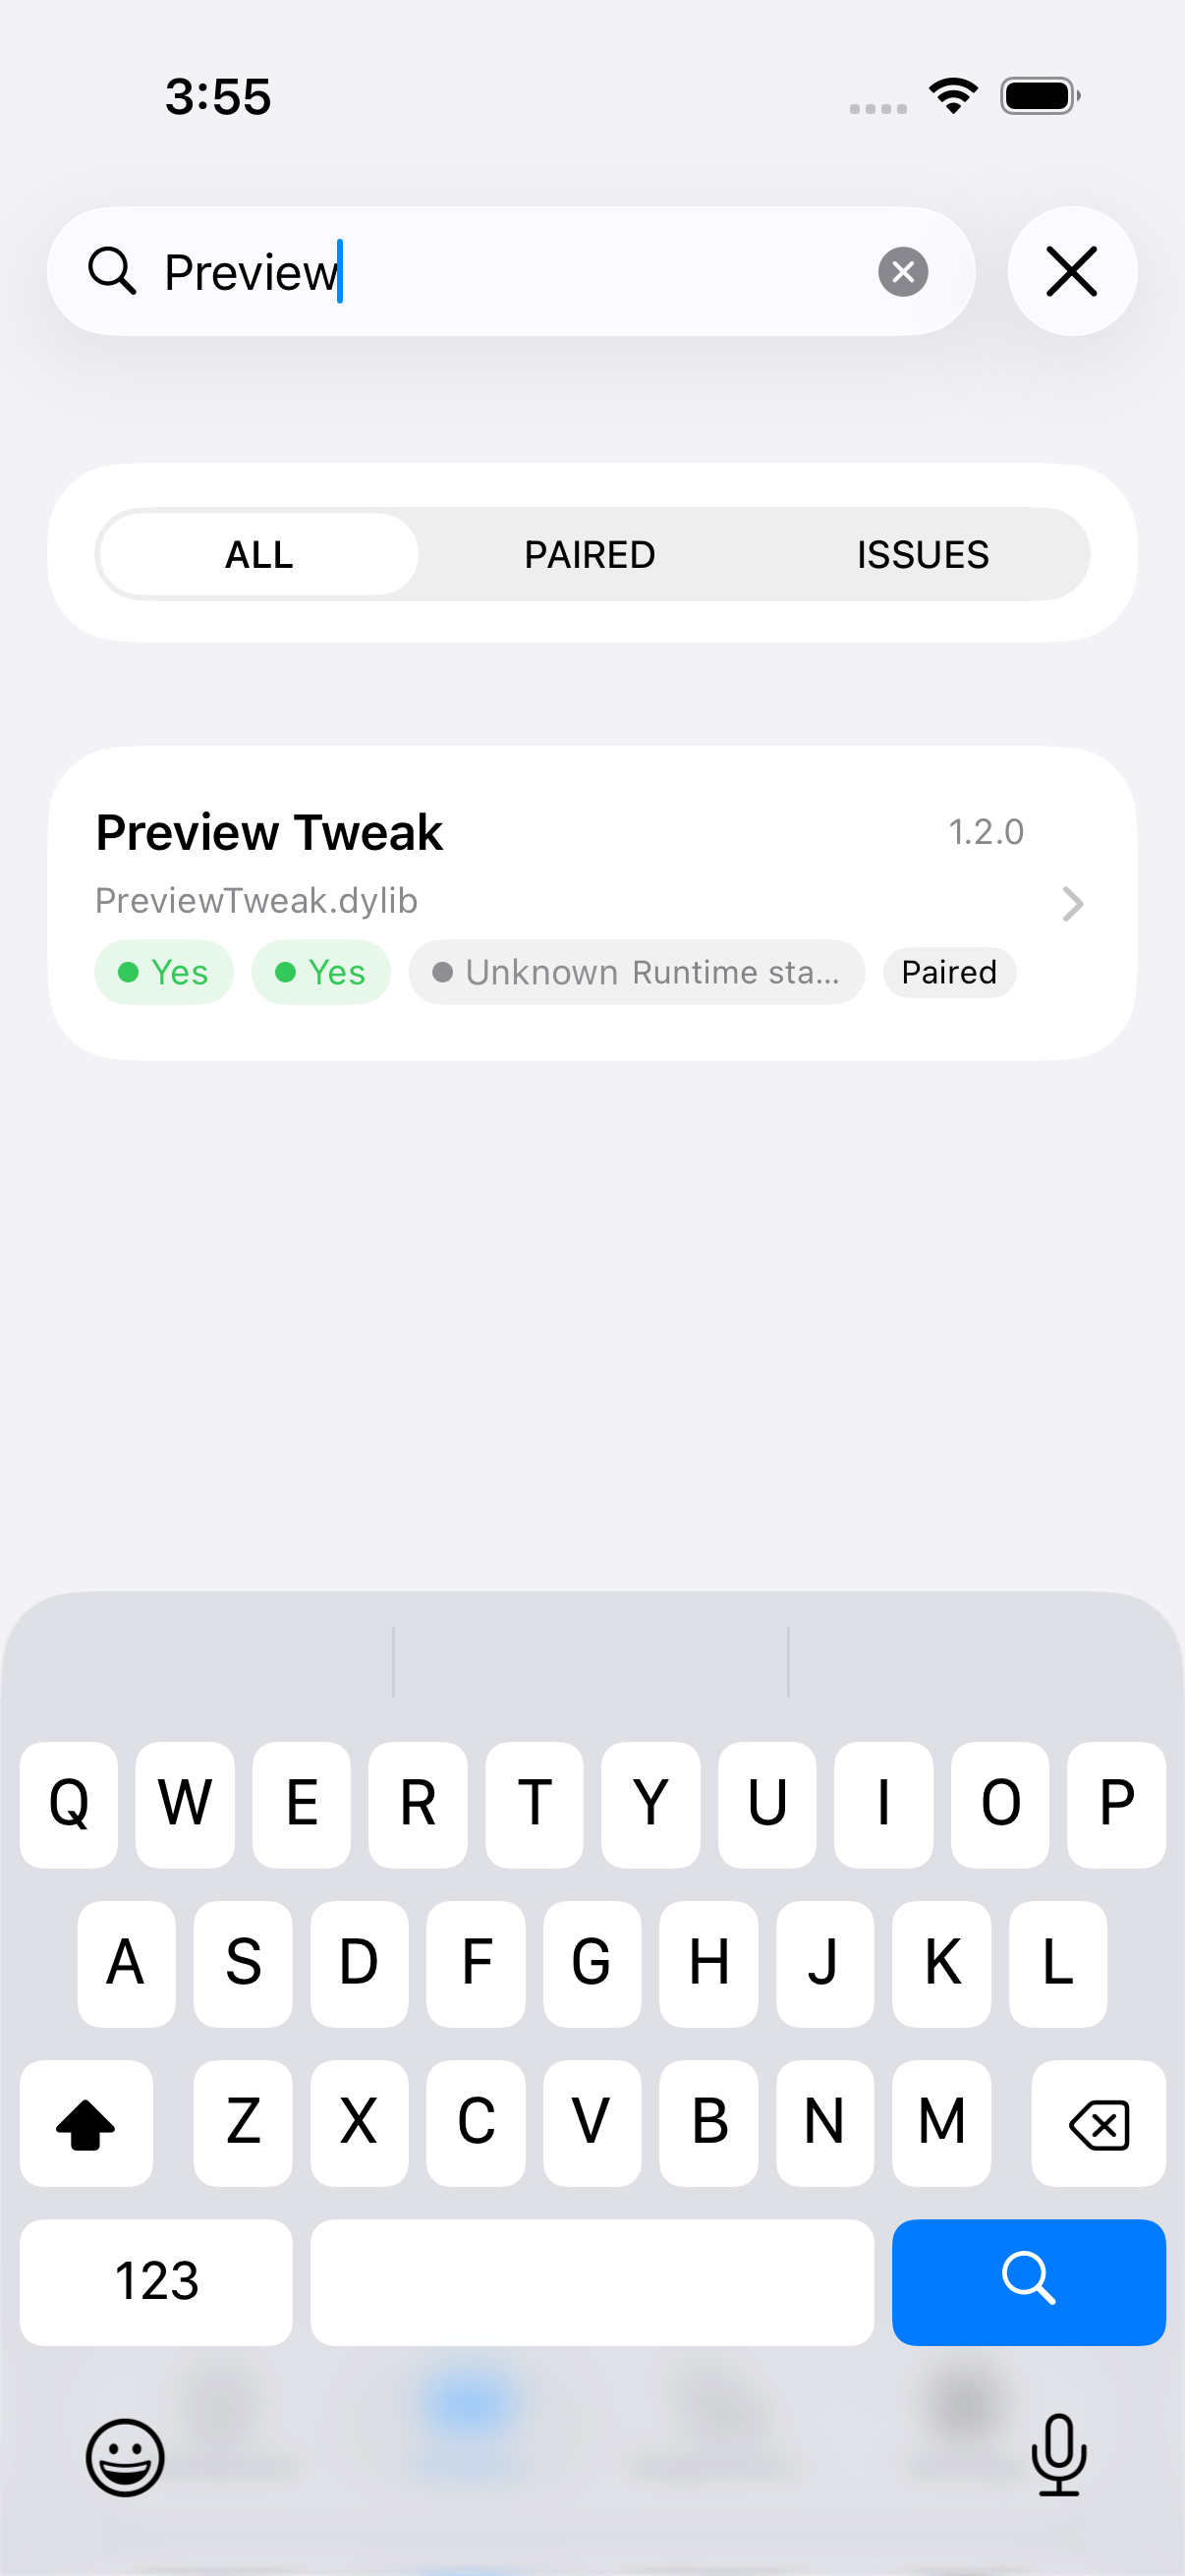 3:55
Preview
ALL PAIRED ISSUES
Preview Tweak 1.2.0
PreviewTweak.dylib
Yes Yes Unknown Runtime sta... Paired
Q W E R T Y U I O P
A S D F G H J K L
Z X C V B N M
123